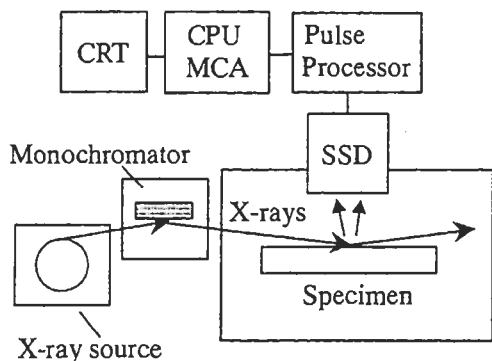 CRT
CPU
MCA
Pulse
Processor
SSD
Monochromator
X-rays
Specimen
X-ray source